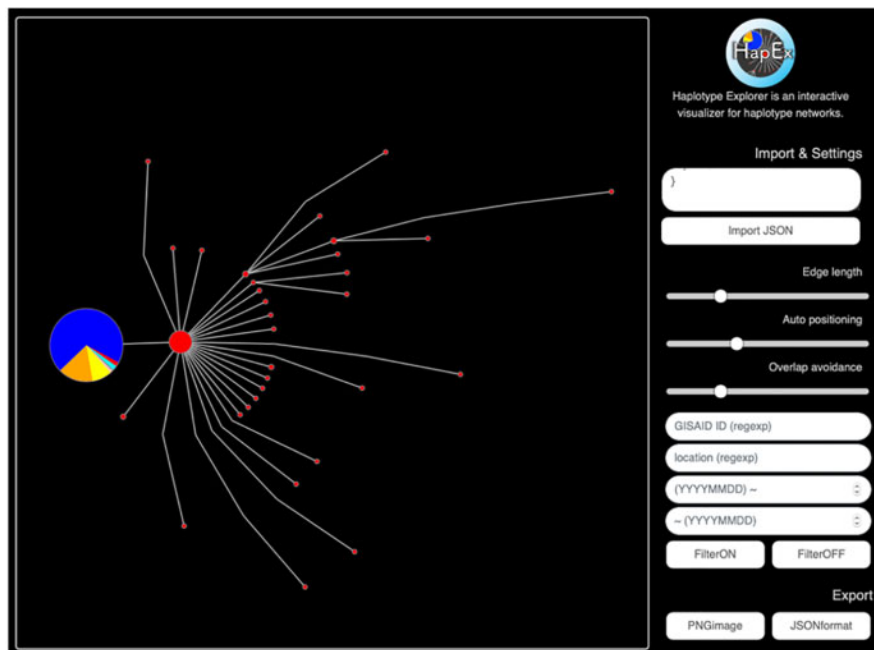 HapEx
Haplotype Explorer is an interactive
visualizer for haplotype networks.
Import & Settings
}
Import JSON
Edge length
Auto positioning
Overlap avoidance
GISAID ID (regexp)
location (regexp)
(YYYYMMDD) ~
~ (YYYYMMDD)
FilterON FilterOFF
Export
PNGimage JSONformat